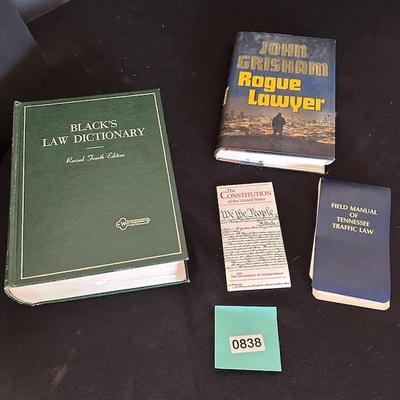 BLACK'S
LAW DICTIONARY
Revised Fourth Edition
JOHN
GRISHAM
Rogue
Lawyer
The
CONSTITUTION
of the United States
We the People
and
The Declaration of Independence
FIELD MANUAL
OF
TENNESSEE
TRAFFIC LAW
0838